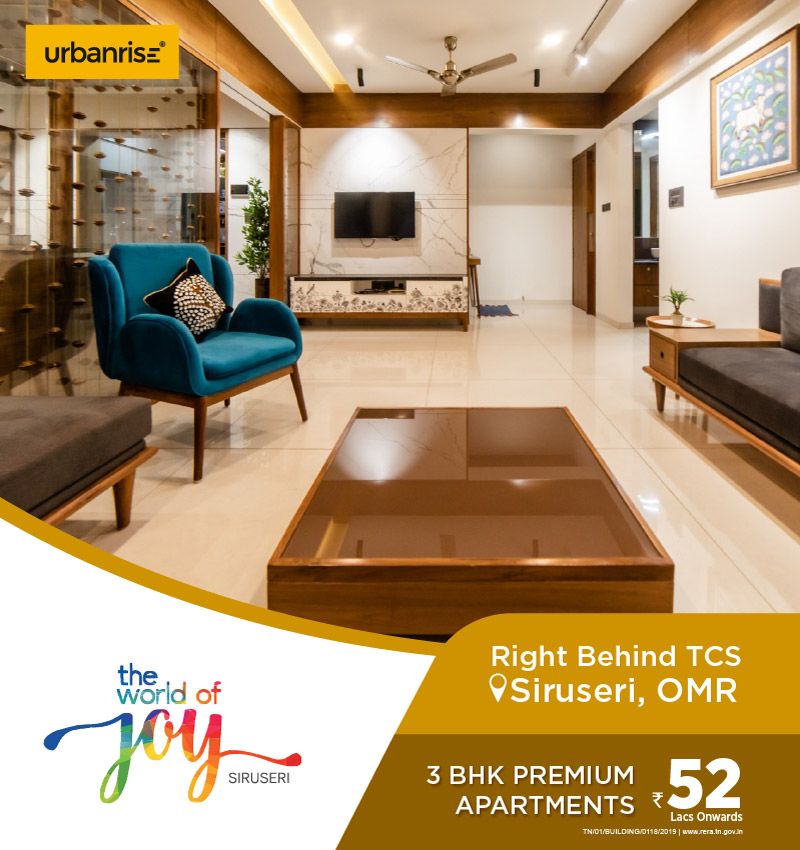 urbanrise®
the
world of
joy
SIRUSERI
Right Behind TCS
Siruseri, OMR
3 BHK PREMIUM
APARTMENTS
₹ 52
Lacs Onwards
TN/01/BUILDING/0118/2019 | www.rera.tn.gov.in